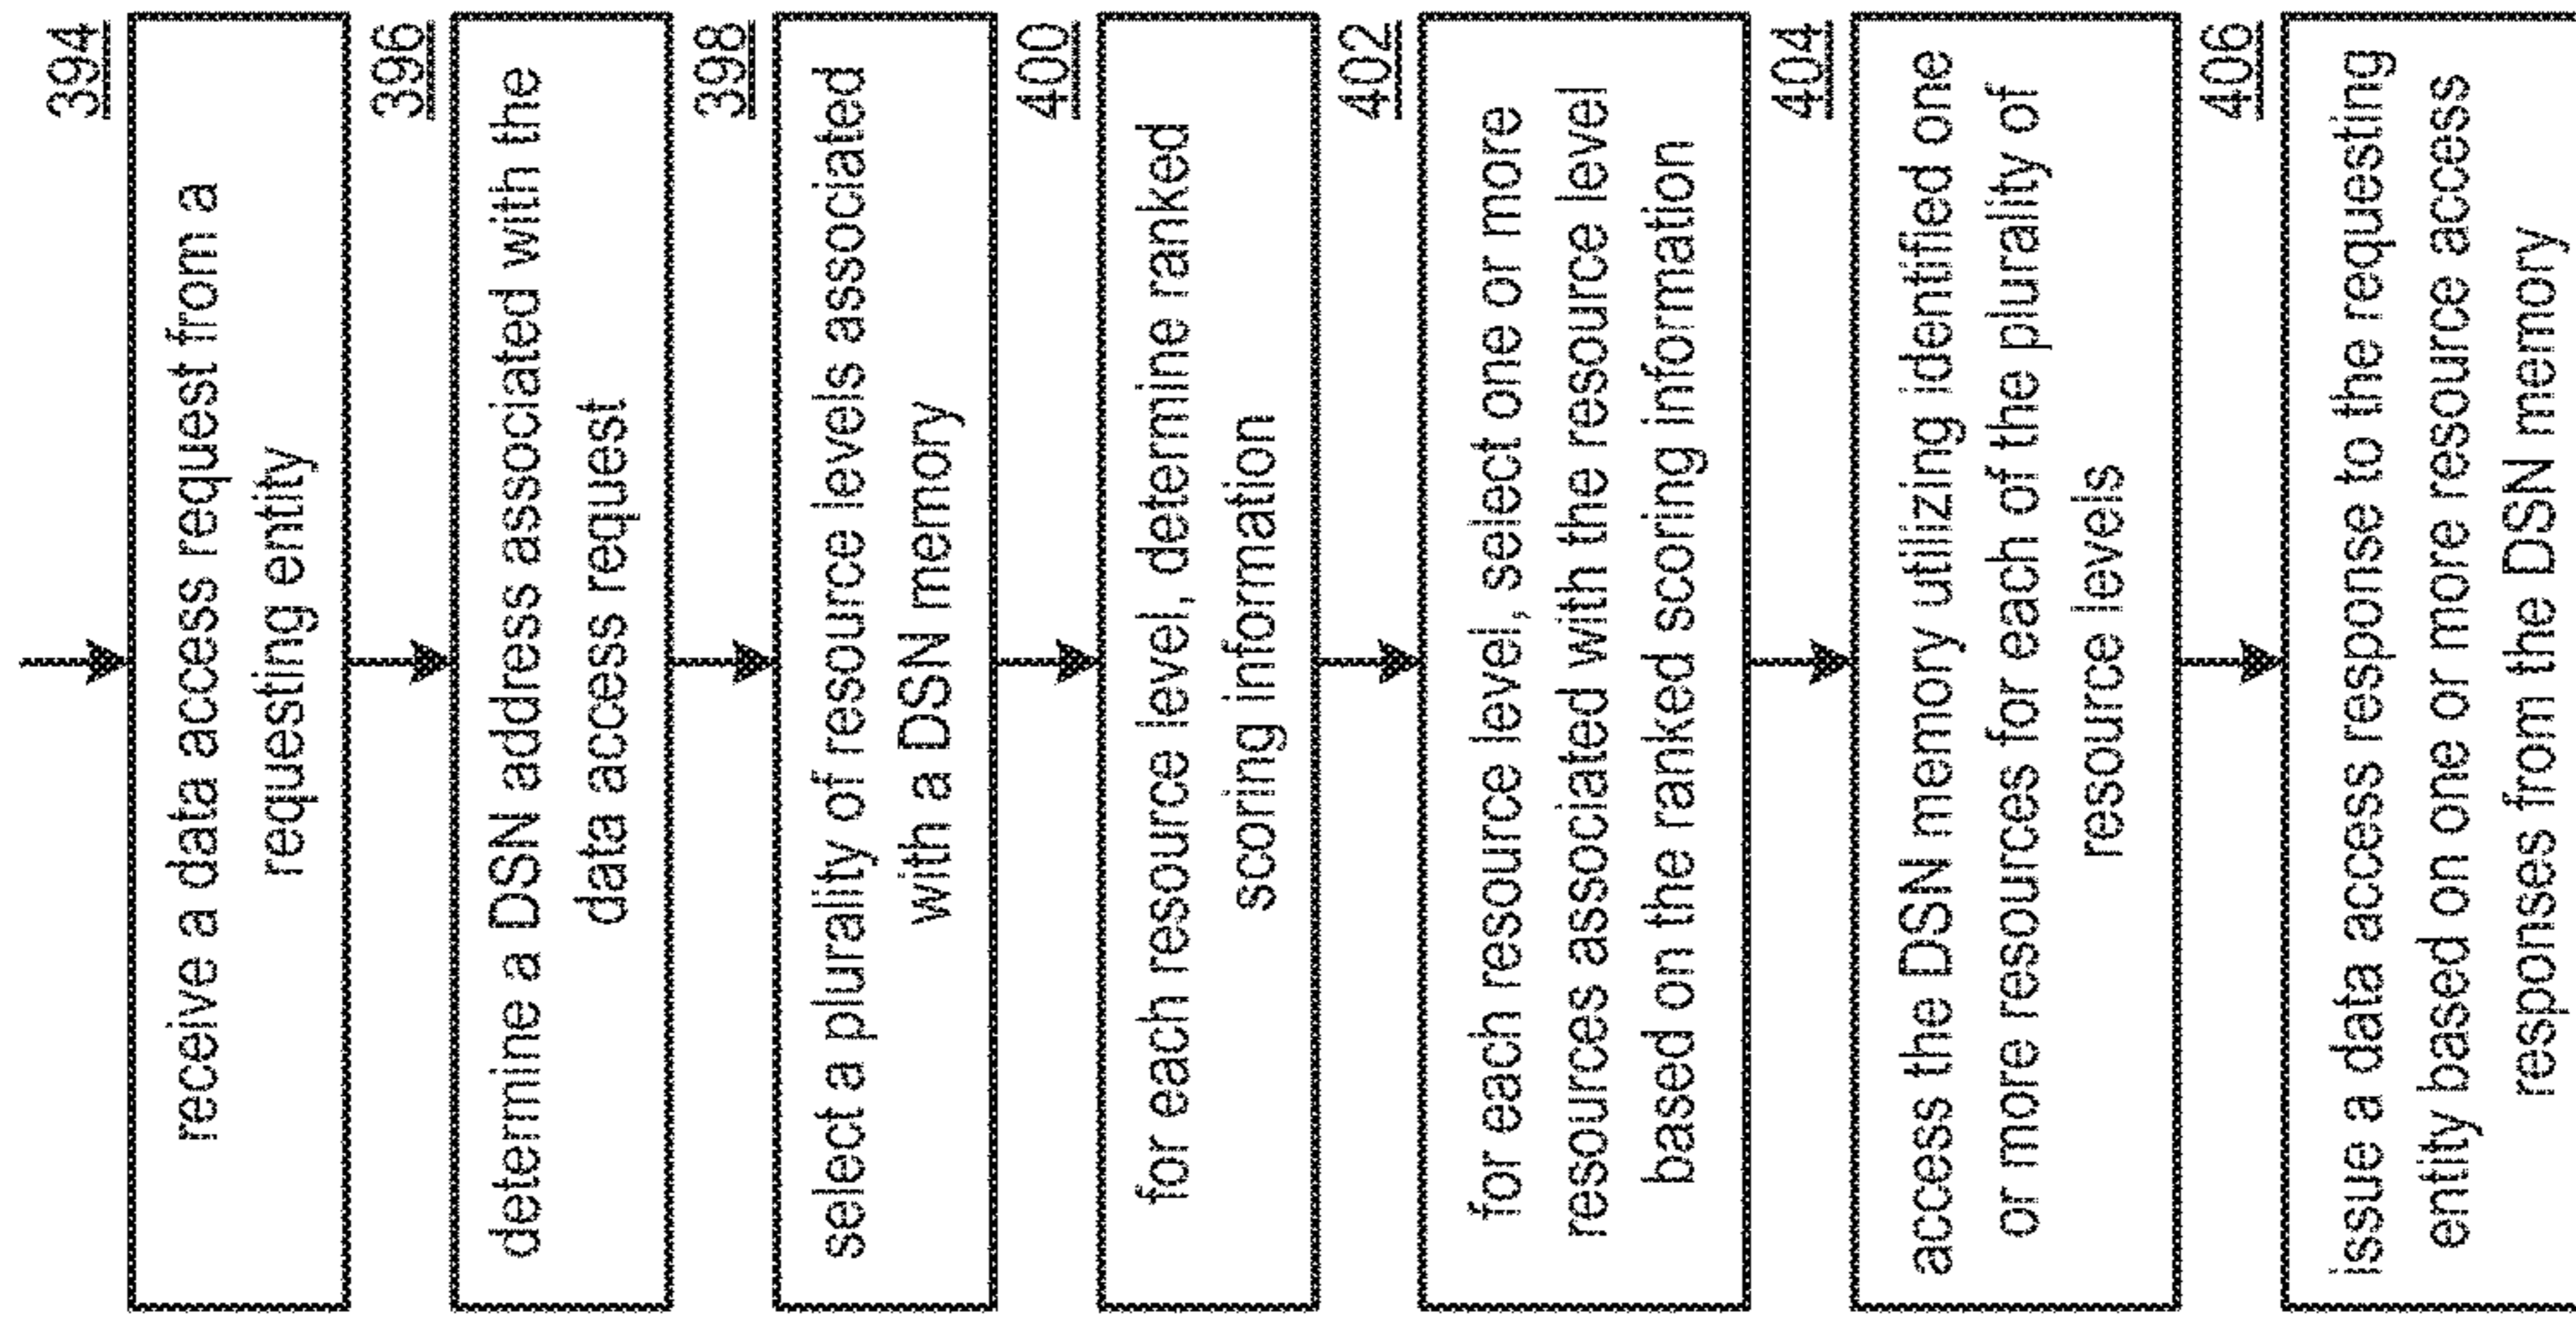 394
receive a data access request from a
requesting entity
396
determine a DSN address associated with the
data access request
398
select a plurality of resource levels associated
with a DSN memory
400
for each resource level, determine ranked
scoring information
402
for each resource level, select one or more
resources associated with the resource level
based on the ranked scoring information
404
access the DSN memory utilizing identified one
or more resources for each of the plurality of
resource levels
406
issue a data access response to the requesting
entity based on one or more resource access
responses from the DSN memory